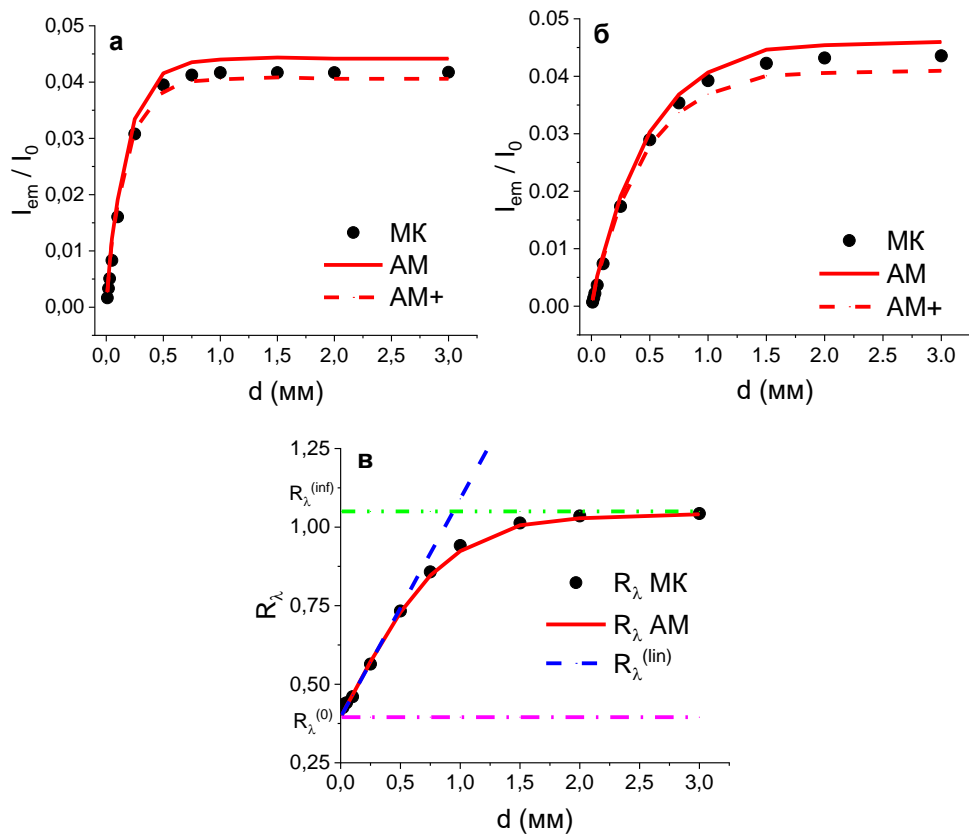 а
0,05
0,04
0,03
0,02
0,01
0,00
I_em / I_0
МК
АМ
АМ+
0,0 0,5 1,0 1,5 2,0 2,5 3,0
d (мм)
б
0.05
0.04
0.03
0.02
0.01
0.00
I_em / I_0
МК
АМ
АМ+
0.0 0.5 1.0 1.5 2.0 2.5 3.0
d (мм)
в
1,25
R_λ^(inf)
1,00
0,75
0,50
R_λ^(0)
0,25
R_λ
R_λ МК
R_λ АМ
R_λ^(lin)
0,0 0,5 1,0 1,5 2,0 2,5 3,0
d (мм)